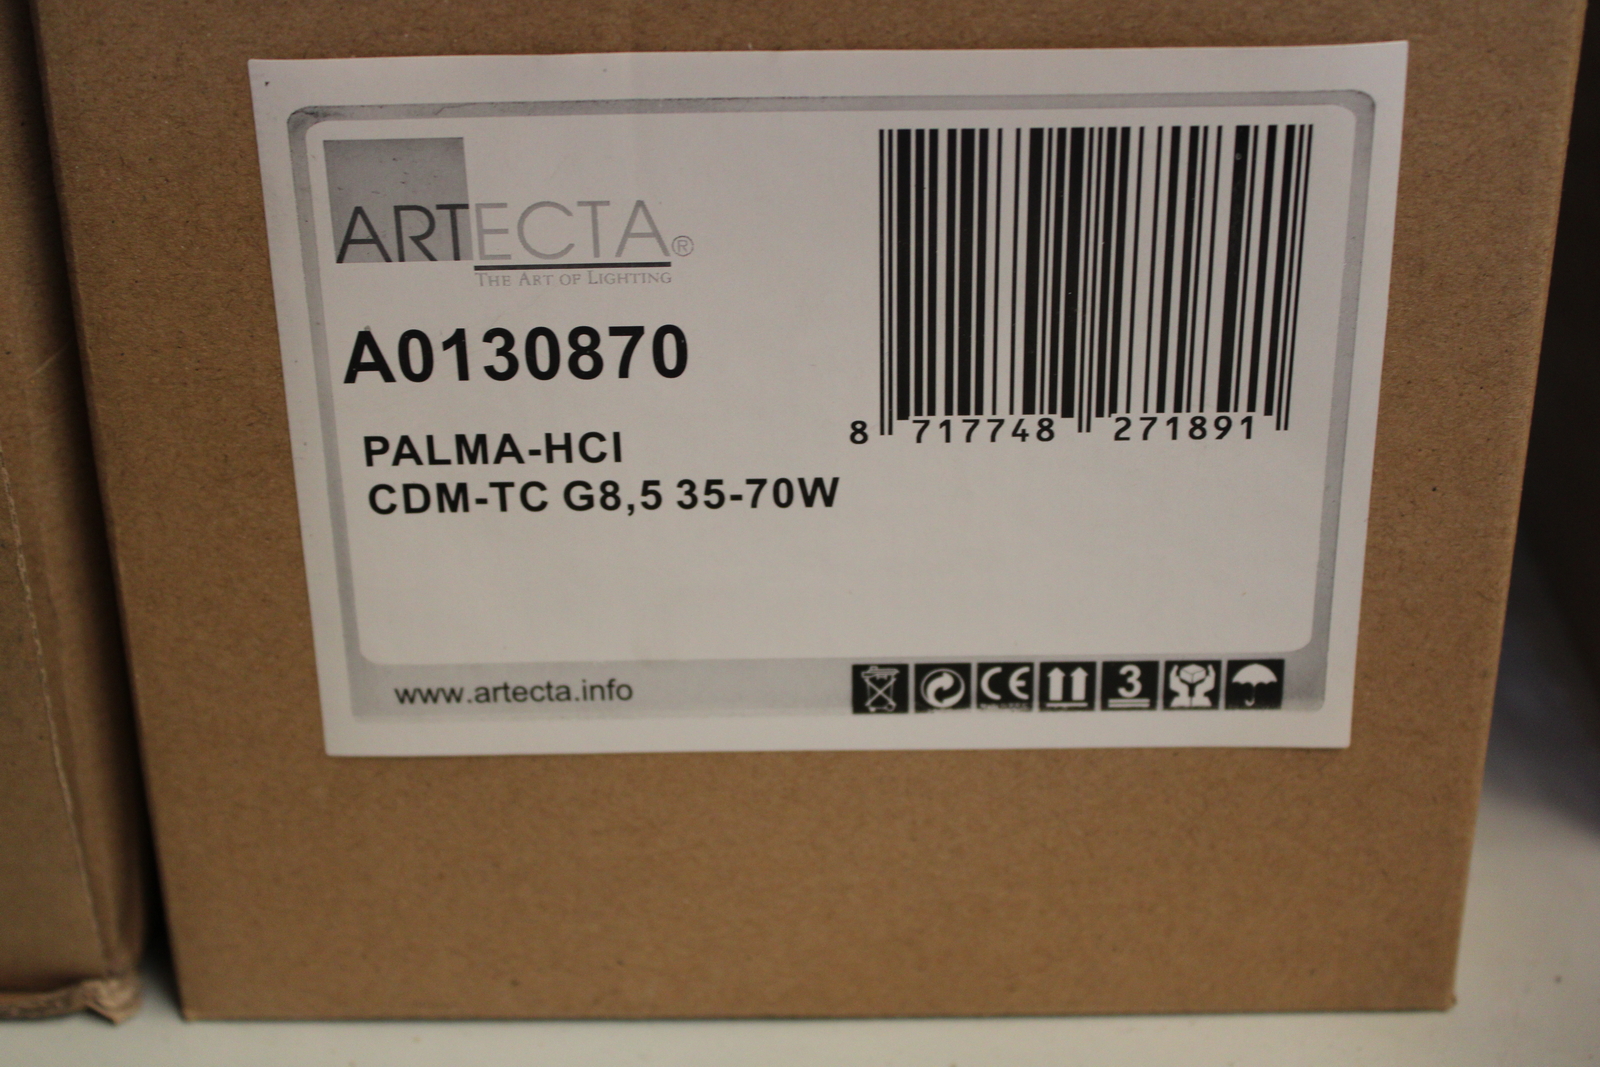 ARTECTA®
THE ART OF LIGHTING
A0130870
PALMA-HCI
CDM-TC G8,5 35-70W
8 717748 271891
www.artecta.info
CE
3